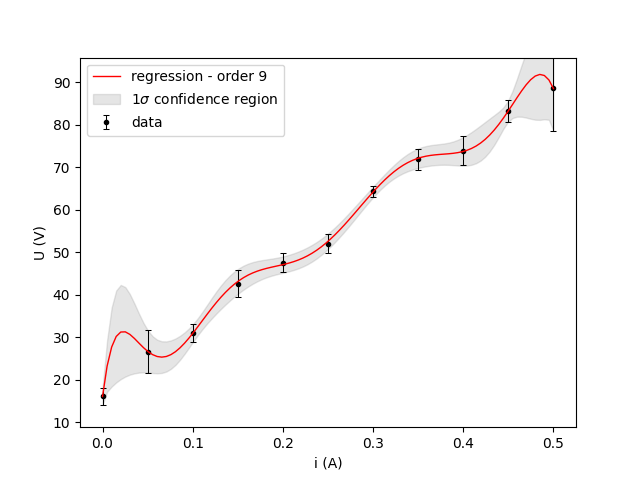 regression - order 9
1σ confidence region
data
90
80
70
60
50
40
30
20
10
U (V)
0.0 0.1 0.2 0.3 0.4 0.5
i (A)